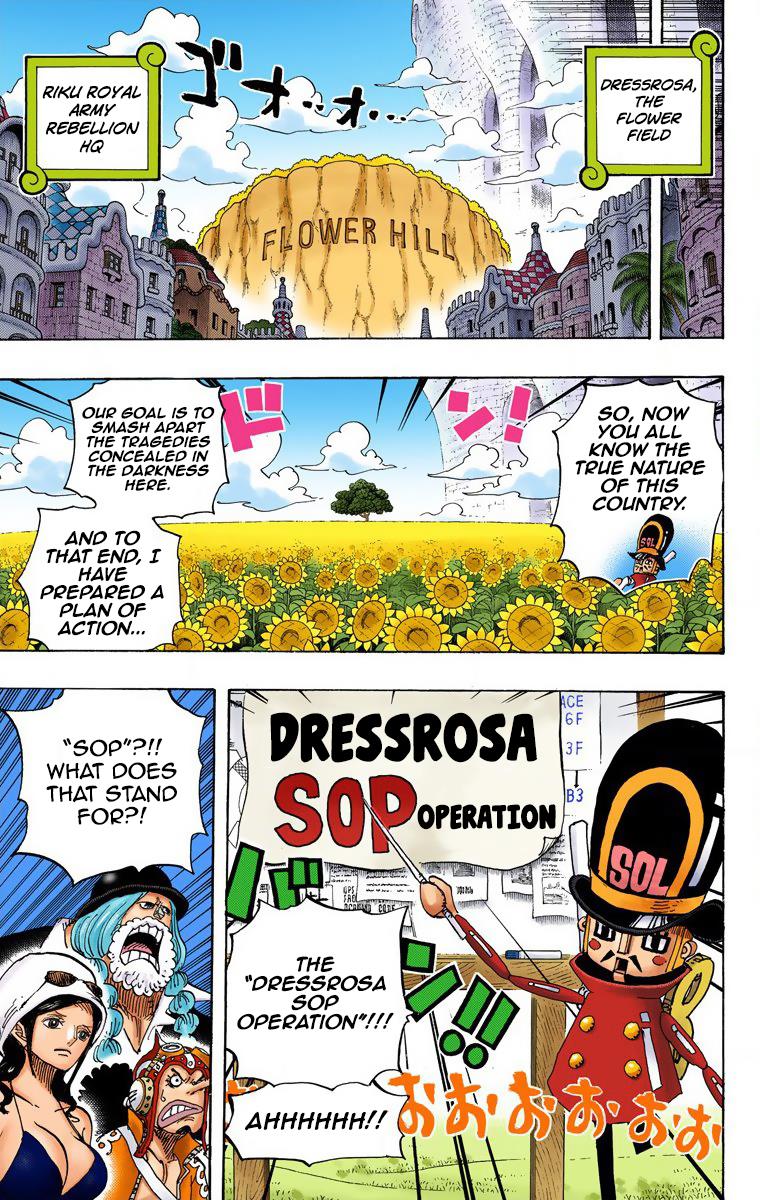 DRESSROSA,
THE
FLOWER
FIELD
RIKU ROYAL
ARMY
REBELLION
HQ
ゴオ..オ...
FLOWER HILL
SO, NOW
YOU ALL
KNOW THE
TRUE NATURE
OF THIS
COUNTRY.
SOL
ドン!
OUR GOAL IS TO
SMASH APART
THE TRAGEDIES
CONCEALED IN
THE DARKNESS
HERE.
AND TO
THAT END, I
HAVE
PREPARED A
PLAN OF
ACTION...
DRESSROSA
SOP OPERATION
ACE
6F
3F
B3
SOL
バンッ!!
THE
"DRESSROSA
SOP
OPERATION"!!!
AHHHHHH!!
おおおおおお
"SOP"?!!
WHAT DOES
THAT STAND
FOR?!